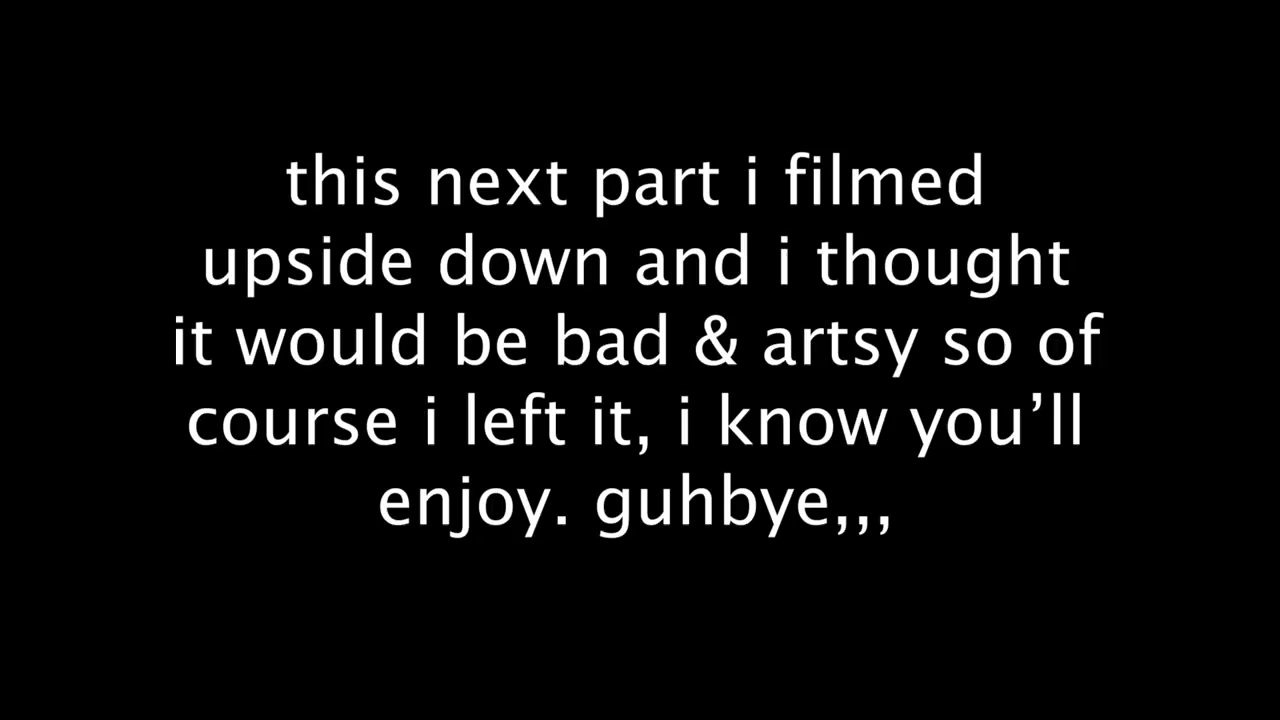 this next part i filmed
upside down and i thought
it would be bad & artsy so of
course i left it, i know you’ll
enjoy. guhbye,,,